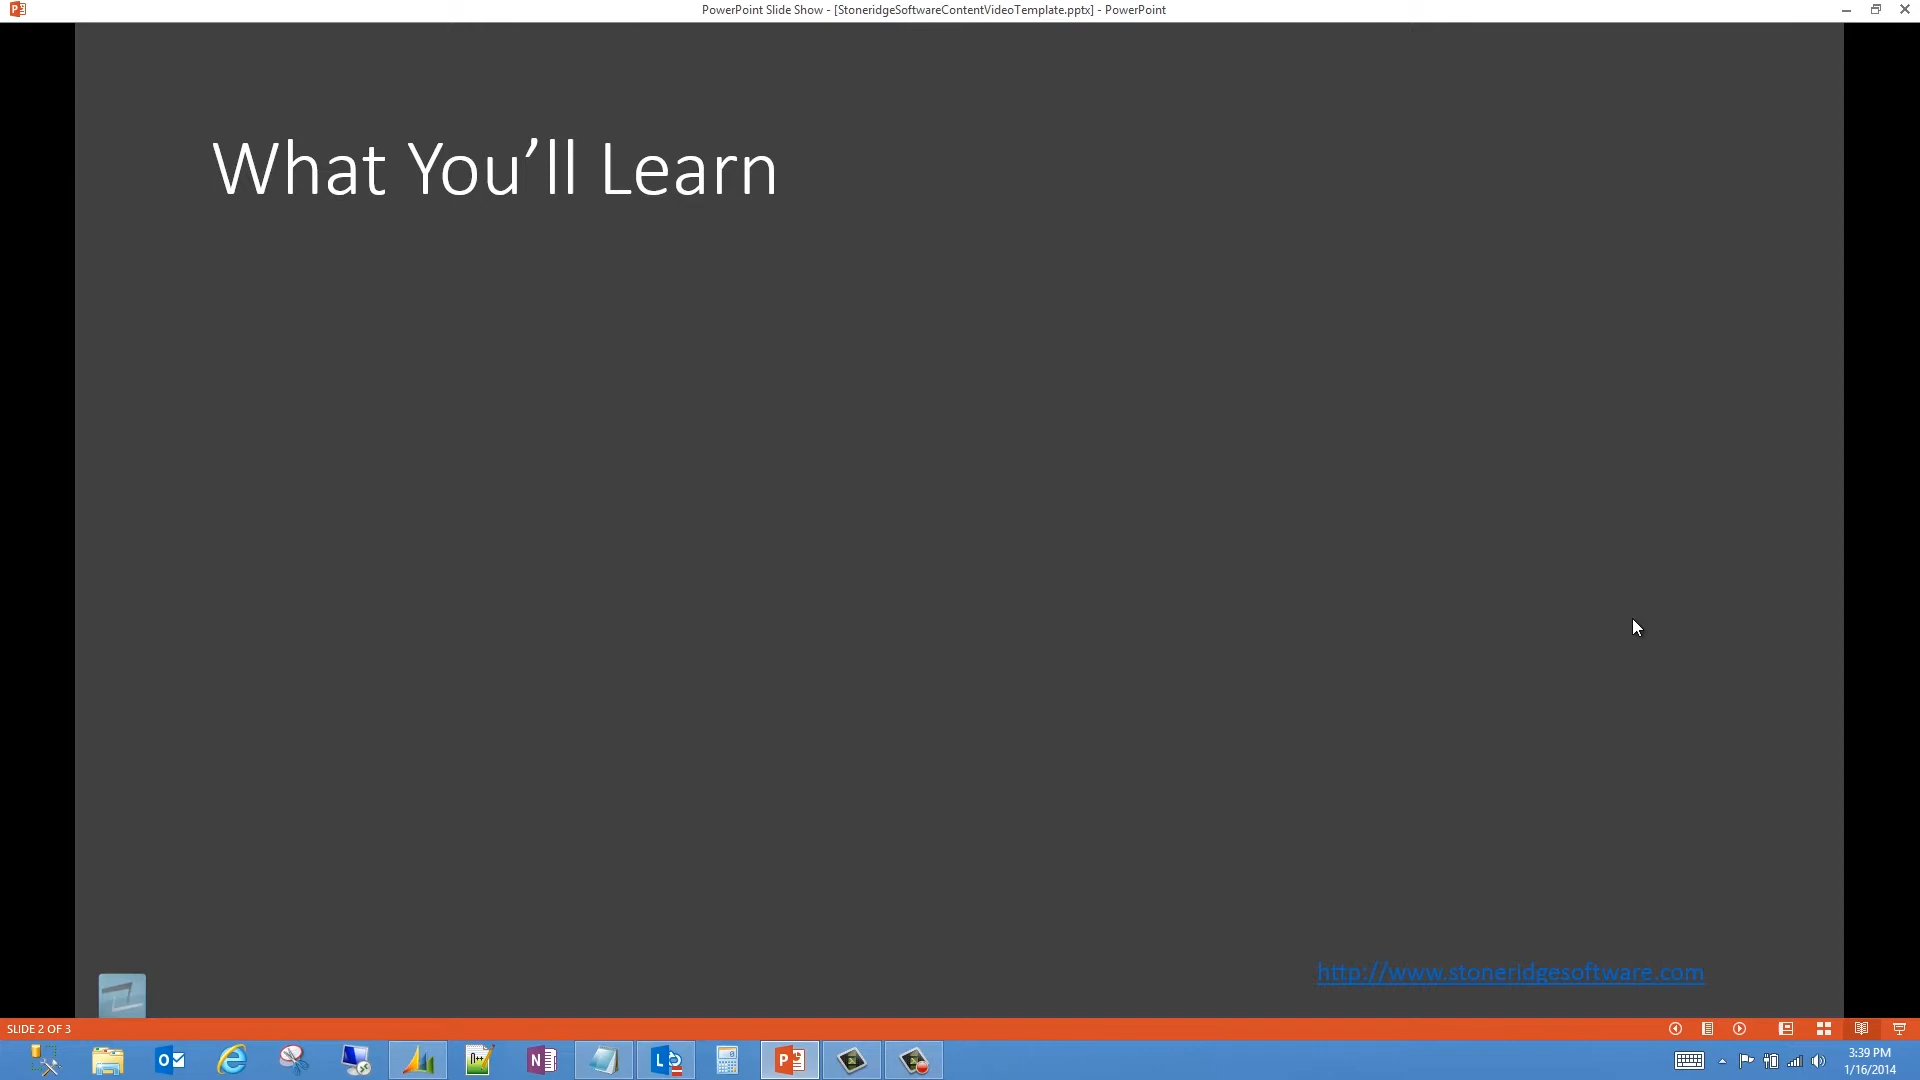 PowerPoint Slide Show - [StoneridgeSoftwareContentVideoTemplate.pptx] - PowerPoint
What You’ll Learn
http://www.stoneridgesoftware.com
SLIDE 2 OF 3
3:39 PM
1/16/2014